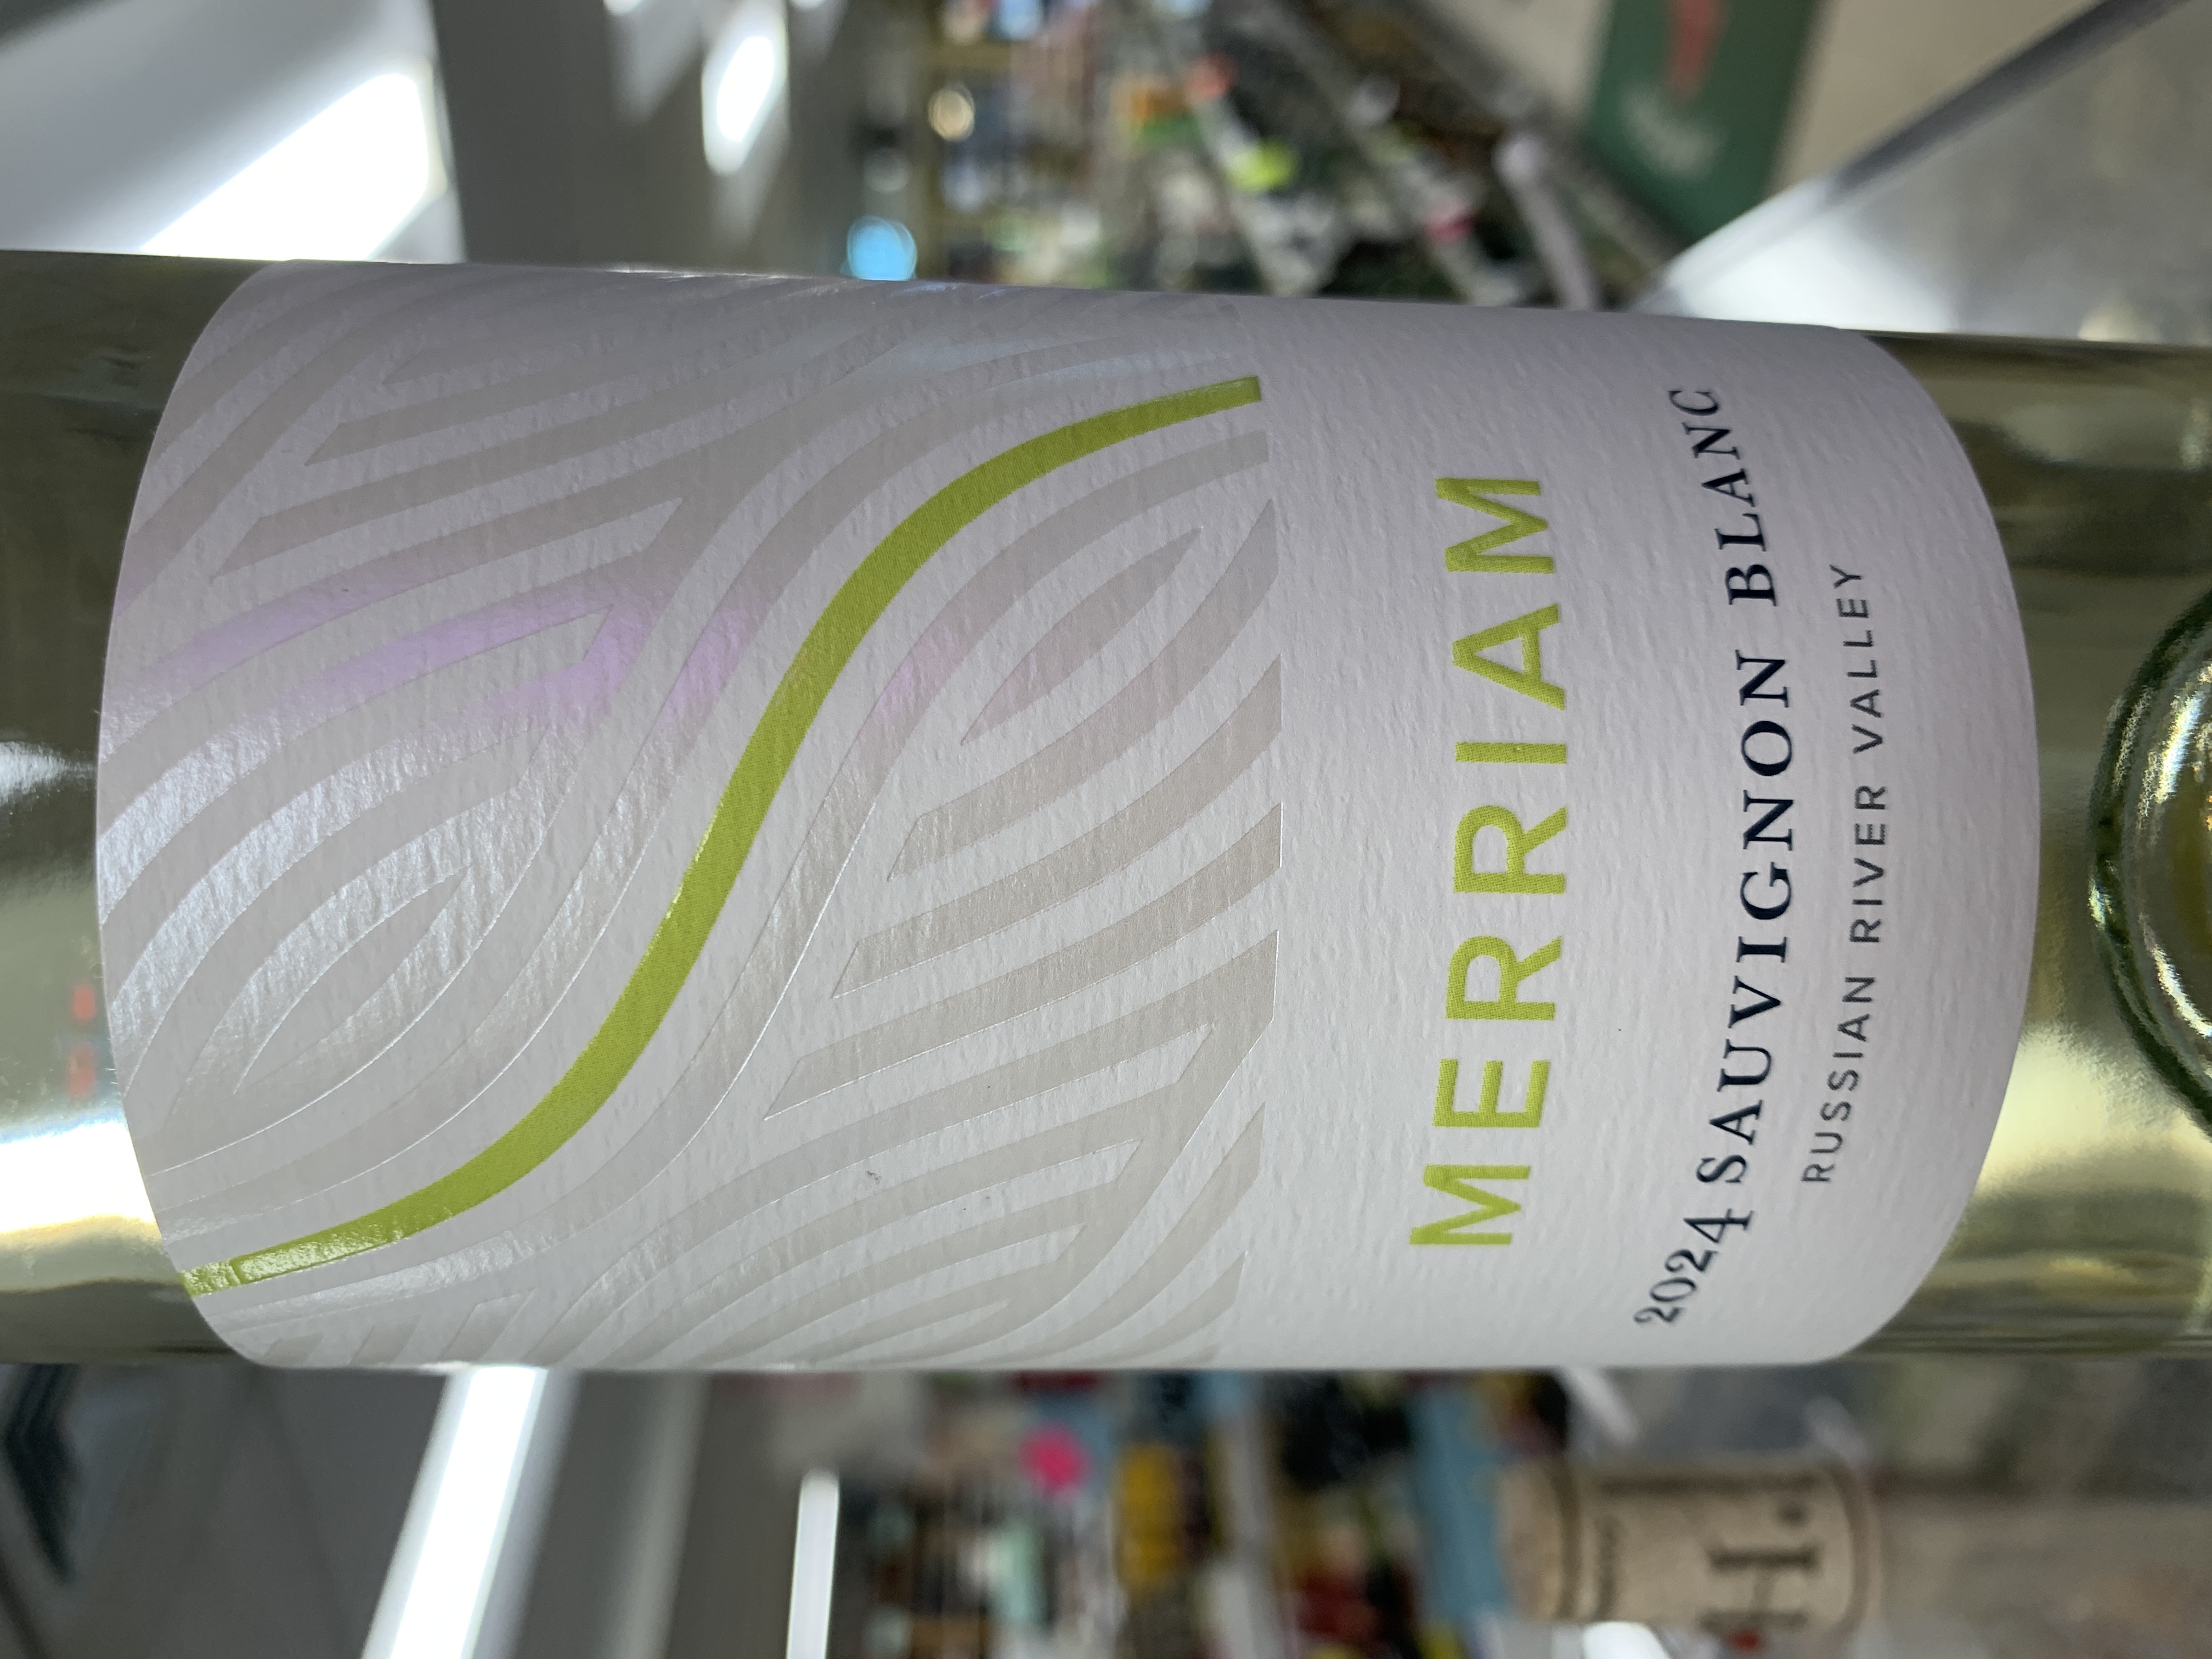 MERRIAM
2024 SAUVIGNON BLANC
RUSSIAN RIVER VALLEY
H